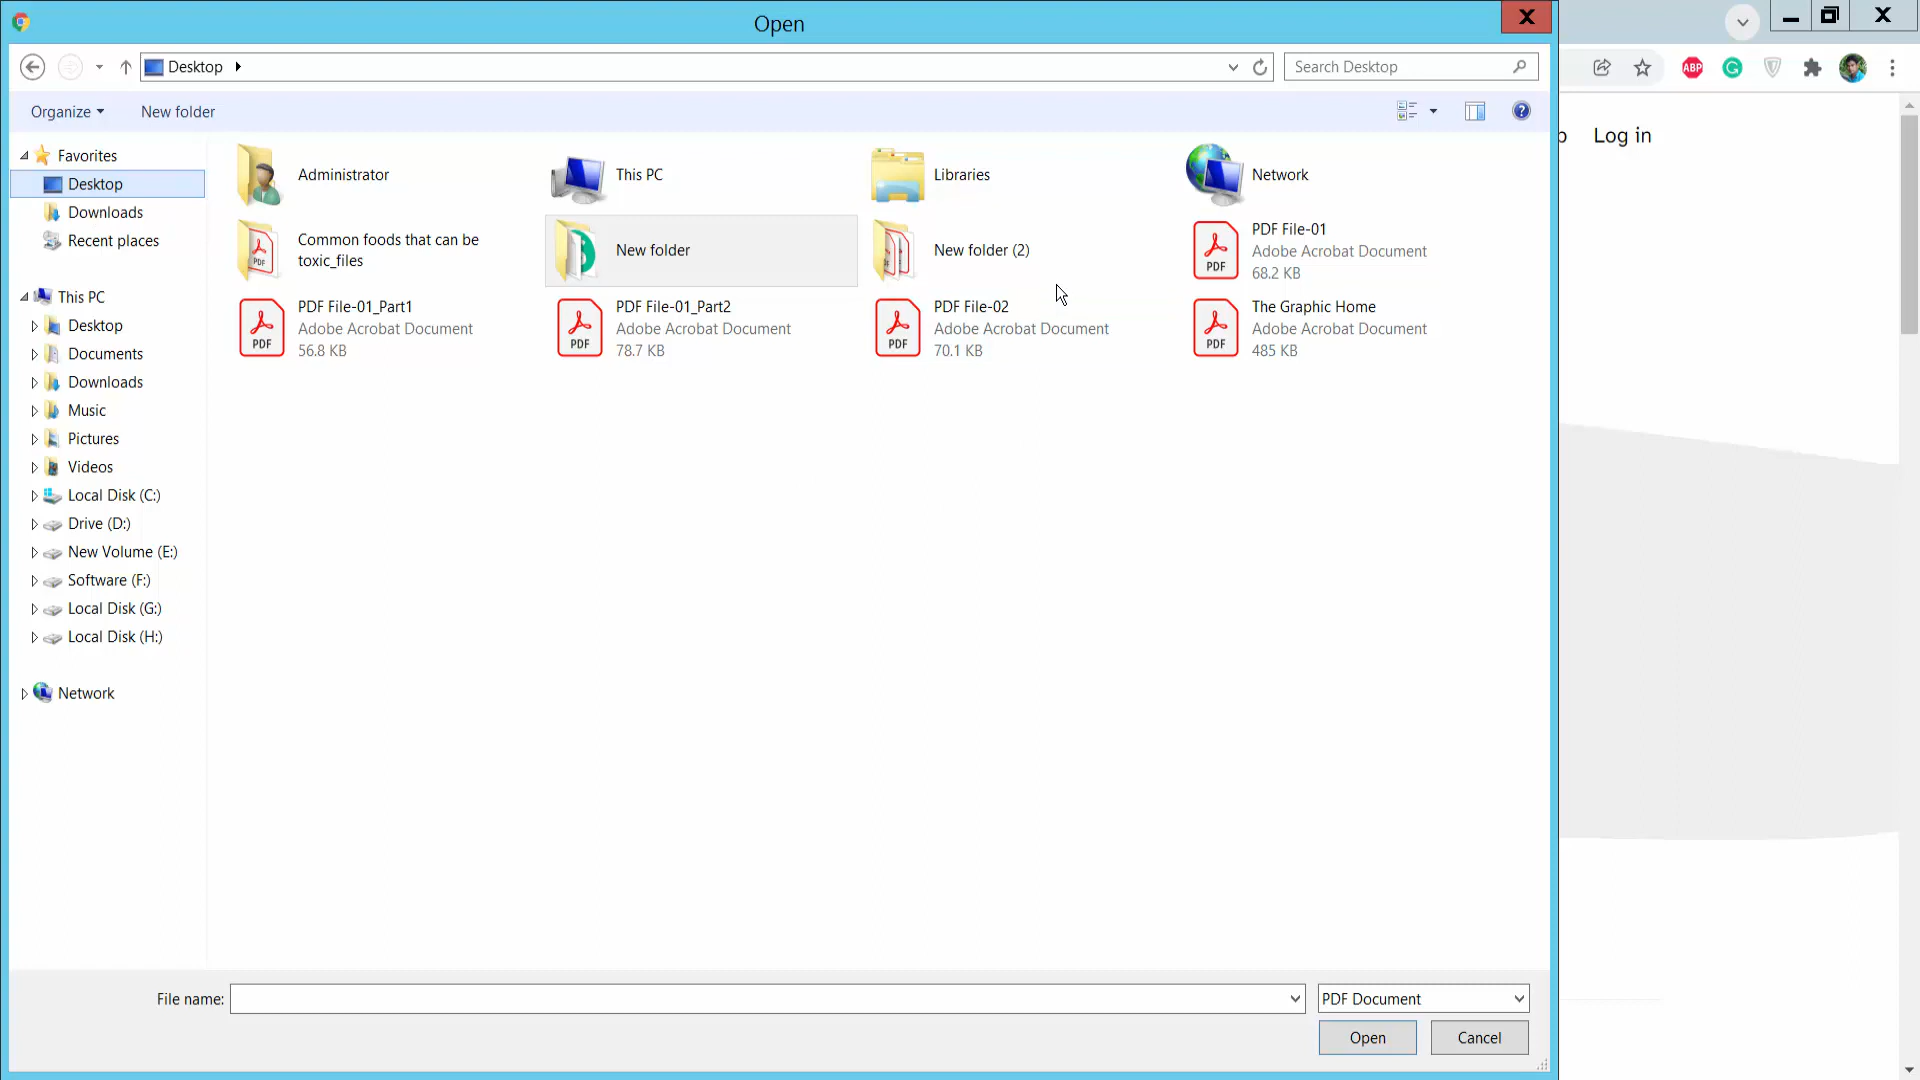 Open
Desktop
Search Desktop
ABP
Organize
New folder
Log in
Favorites
Desktop
Downloads
Recent places
This PC
Desktop
Documents
Downloads
Music
Pictures
Videos
Local Disk (C:)
Drive (D:)
New Volume (E:)
Software (F:)
Local Disk (G:)
Local Disk (H:)
Network
Administrator
This PC
Libraries
Network
Common foods that can be
toxic_files
New folder
New folder (2)
PDF File-01
Adobe Acrobat Document
68.2 KB
PDF File-01_Part1
Adobe Acrobat Document
56.8 KB
PDF File-01_Part2
Adobe Acrobat Document
78.7 KB
PDF File-02
Adobe Acrobat Document
70.1 KB
The Graphic Home
Adobe Acrobat Document
485 KB
PDF
PDF
PDF
PDF
PDF
PDF
File name:
PDF Document
Open
Cancel